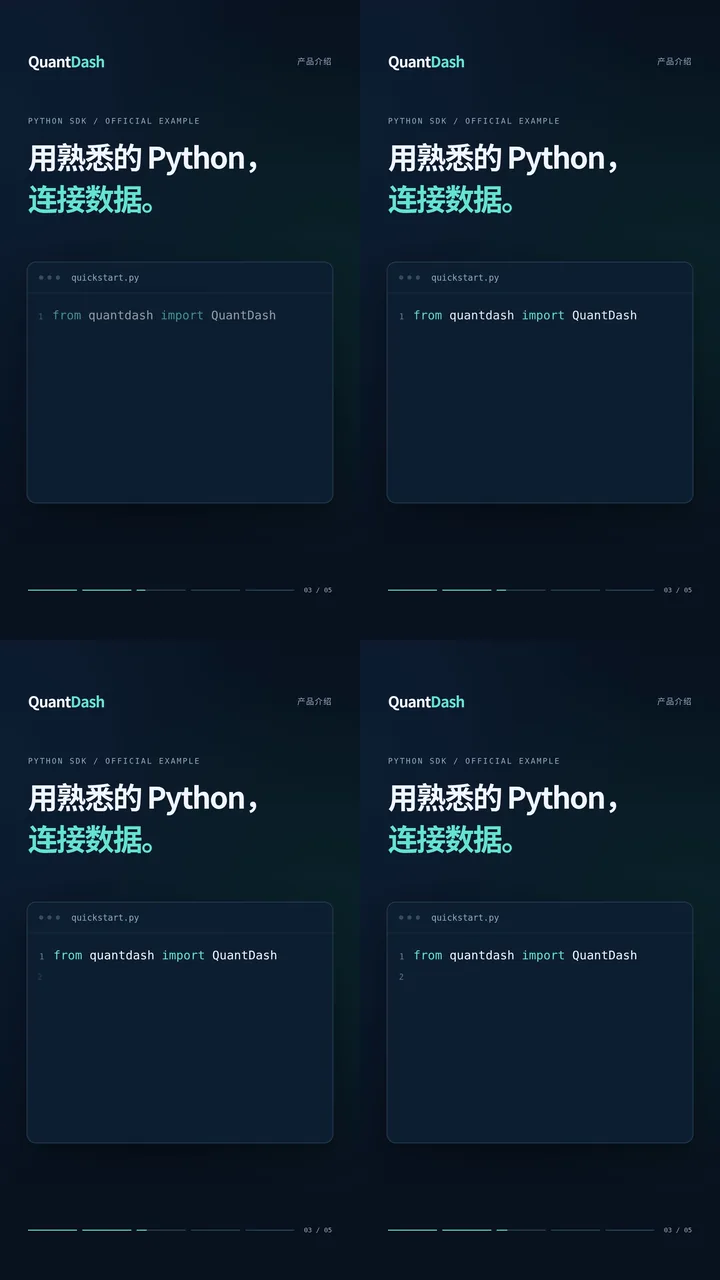 QuantDash
产品介绍
PYTHON SDK / OFFICIAL EXAMPLE
用熟悉的 Python，
连接数据。
quickstart.py
1 from quantdash import QuantDash
03 / 05
QuantDash
产品介绍
PYTHON SDK / OFFICIAL EXAMPLE
用熟悉的 Python，
连接数据。
quickstart.py
1 from quantdash import QuantDash
03 / 05
QuantDash
产品介绍
PYTHON SDK / OFFICIAL EXAMPLE
用熟悉的 Python，
连接数据。
quickstart.py
1 from quantdash import QuantDash
2
03 / 05
QuantDash
产品介绍
PYTHON SDK / OFFICIAL EXAMPLE
用熟悉的 Python，
连接数据。
quickstart.py
1 from quantdash import QuantDash
2
03 / 05